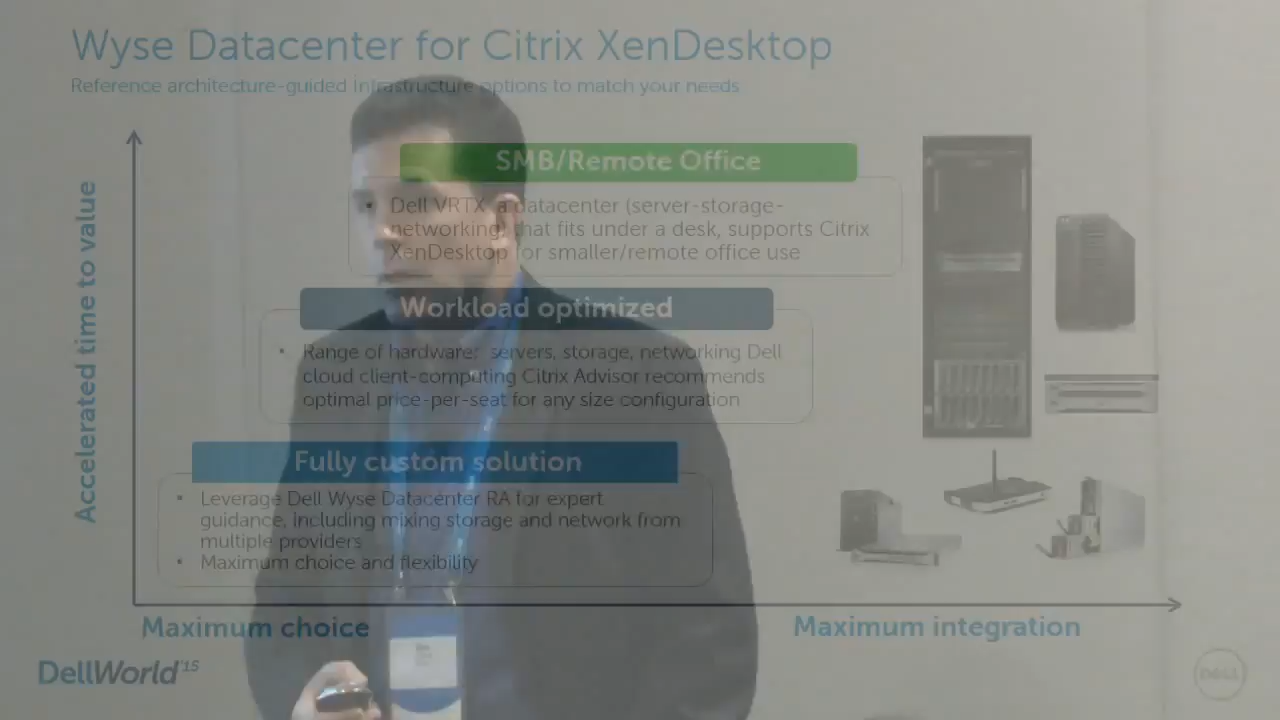 Wyse Datacenter for Citrix XenDesktop
Reference architecture-guided infrastructure options to match your needs
Accelerated time to value
SMB/Remote Office
Dell VRTX, a datacenter (server-storage-
networking) that fits under a desk, supports Citrix
XenDesktop for smaller/remote office use
Workload optimized
• Range of hardware: servers, storage, networking Dell
cloud client-computing Citrix Advisor recommends
optimal price-per-seat for any size configuration
Fully custom solution
• Leverage Dell Wyse Datacenter RA for expert
guidance, including mixing storage and network from
multiple providers
• Maximum choice and flexibility
Maximum choice
Maximum integration
DellWorld'15
DELL